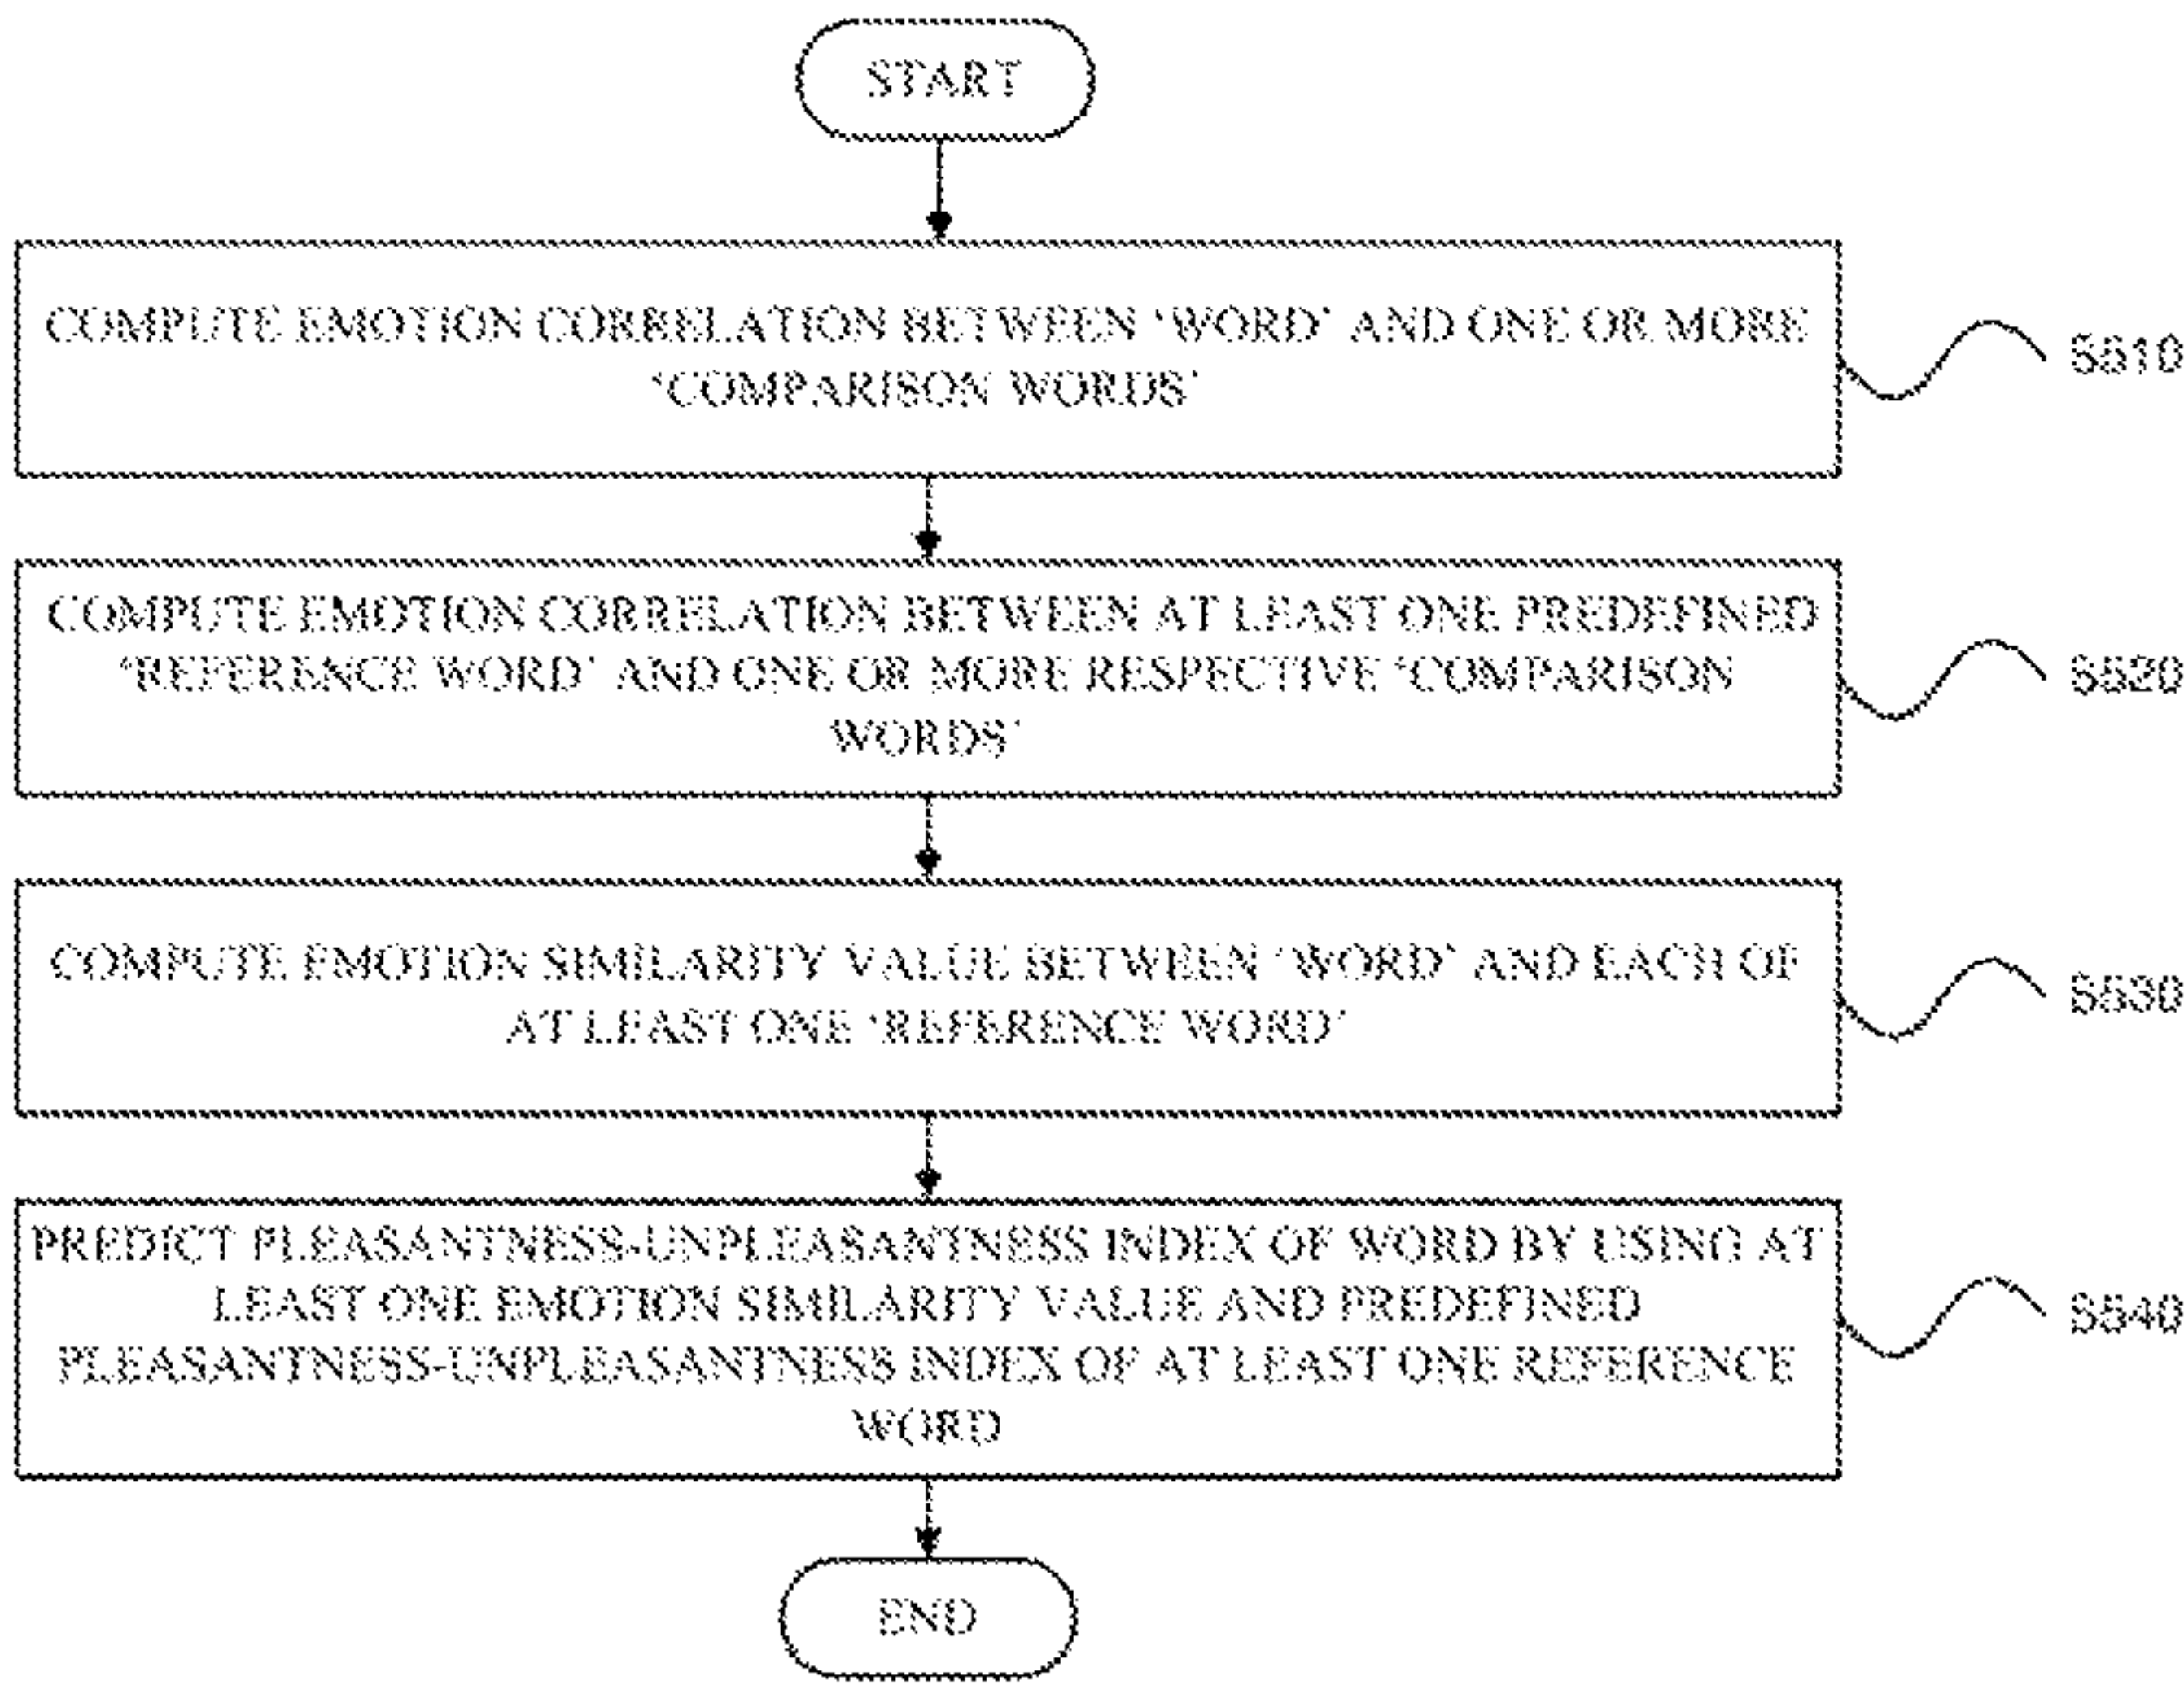 START
COMPUTE EMOTION CORRELATION BETWEEN ‘WORD’ AND ONE OR MORE
‘COMPARISON WORDS’
S510
COMPUTE EMOTION CORRELATION BETWEEN AT LEAST ONE PREDEFINED
‘REFERENCE WORD’ AND ONE OR MORE RESPECTIVE ‘COMPARISON
WORDS’
S520
COMPUTE EMOTION SIMILARITY VALUE BETWEEN ‘WORD’ AND EACH OF
AT LEAST ONE ‘REFERENCE WORD’
S530
PREDICT PLEASANTNESS-UNPLEASANTNESS INDEX OF WORD BY USING AT
LEAST ONE EMOTION SIMILARITY VALUE AND PREDEFINED
PLEASANTNESS-UNPLEASANTNESS INDEX OF AT LEAST ONE REFERENCE
WORD
S540
END